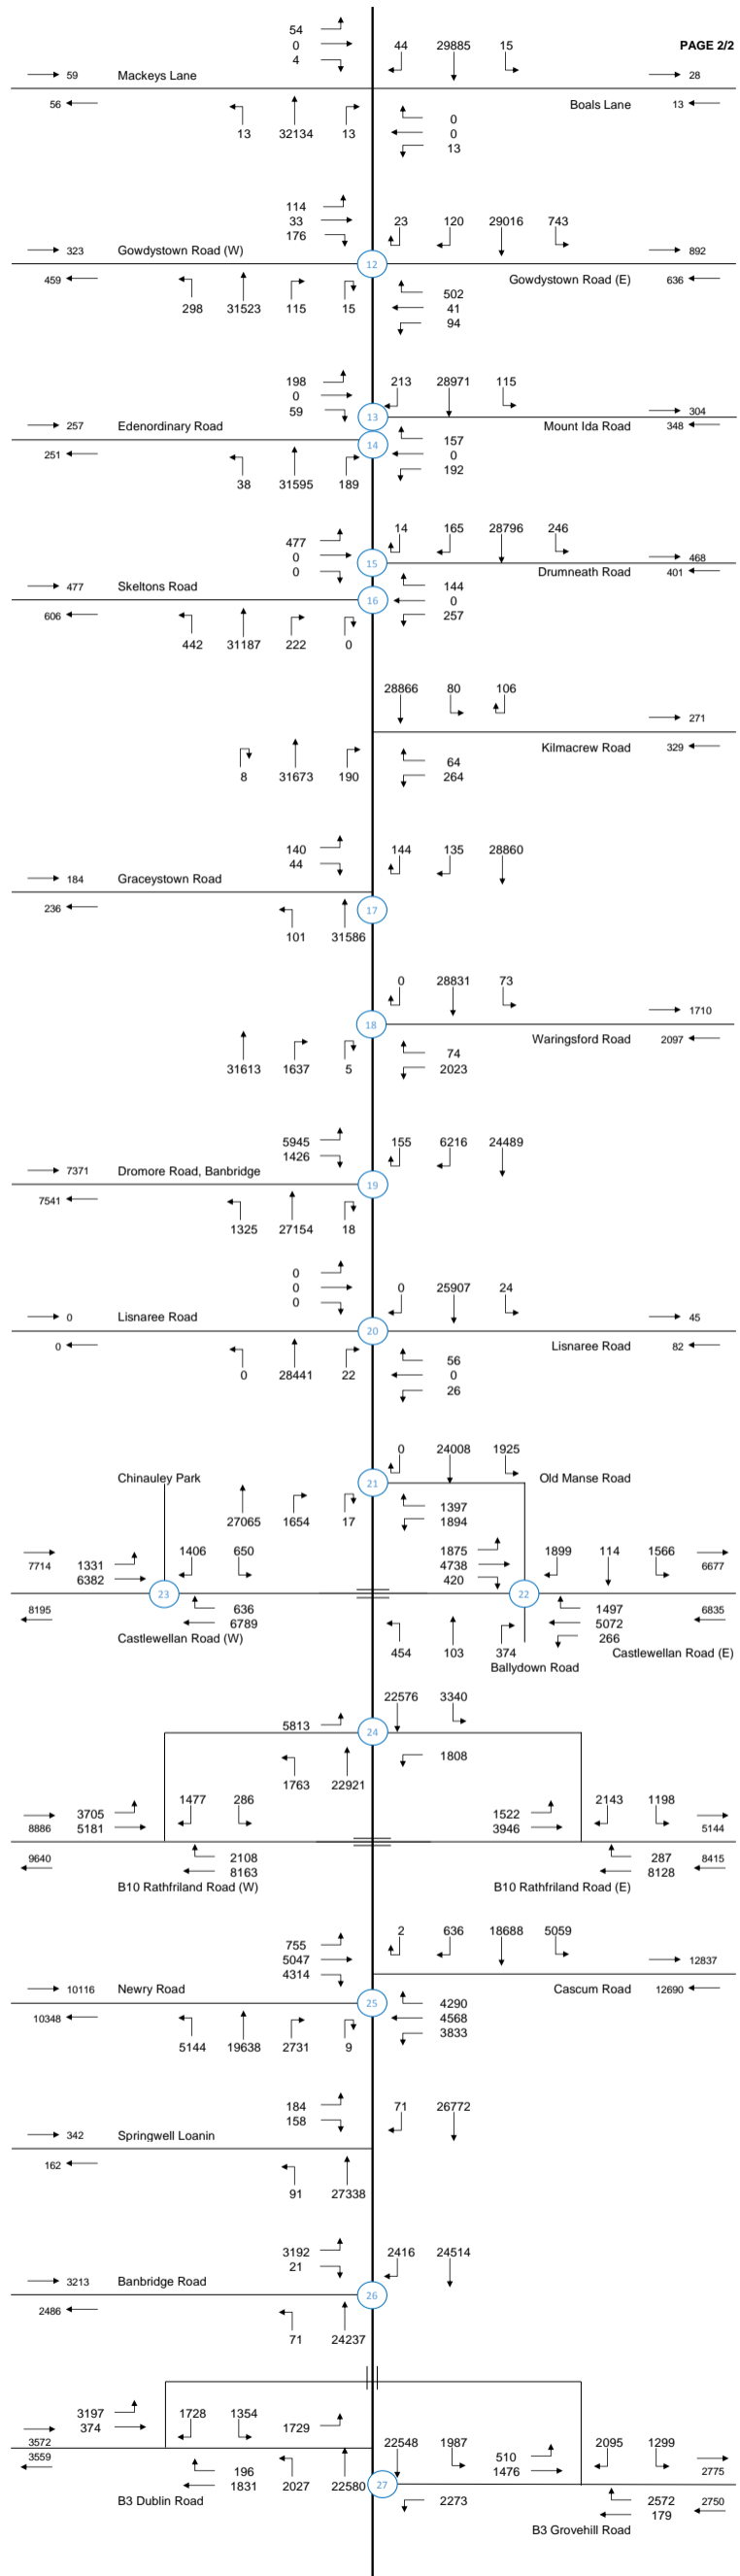 54
0
4
44 29885 15
PAGE 2/2
59 Mackeys Lane
28
56
13 32134 13
0
0
13
Boals Lane 13
114
33
176
23 120 29016 743
323 Gowdystown Road (W)
12
892
459
298 31523 115 15
502
41
94
Gowdystown Road (E) 636
198
0
59
213 28971 115
13
304
257 Edenordinary Road
Mount Ida Road 348
14
251
38 31595 189
157
0
192
477
0
0
14 165 28796 246
15
468
Drumneath Road 401
477 Skeltons Road
16
606
442 31187 222 0
144
0
257
28866 80 106
271
Kilmacrew Road 329
8 31673 190
64
264
140
44
144 135 28860
184 Graceystown Road
236
17
101 31586
0 28831 73
1710
18
Waringsford Road 2097
31613 1637 5
74
2023
5945
1426
155 6216 24489
7371 Dromore Road, Banbridge
19
7541
1325 27154 18
0
0
0
0 25907 24
0 Lisnaree Road
45
20
0
Lisnaree Road 82
0 28441 22
56
0
26
0 24008 1925
Chinauley Park
21
Old Manse Road
27065 1654 17
1397
1894
7714
1331
6382
1406 650
1875
4738
420
1899 114 1566
6677
23
22
8195
636
6789
1497
5072
266
6835
Castlewellan Road (W)
454 103 374
Castlewellan Road (E)
Ballydown Road
22576 3340
5813
24
1808
1763 22921
8886
3705
5181
1477 286
1522
3946
2143 1198
5144
9640
2108
8163
287
8128
8415
B10 Rathfriland Road (W)
B10 Rathfriland Road (E)
755
5047
4314
2 636 18688 5059
12837
10116 Newry Road
Cascum Road 12690
25
10348
5144 19638 2731 9
4290
4568
3833
184
158
71 26772
342 Springwell Loanin
162
91 27338
3192
21
2416 24514
3213 Banbridge Road
26
2486
71 24237
3197
374
1728 1354
1729
3572
3559
22548 1987
510
1476
2095 1299
2775
196
1831
2027 22580
27
2273
2572
179
2750
B3 Dublin Road
B3 Grovehill Road